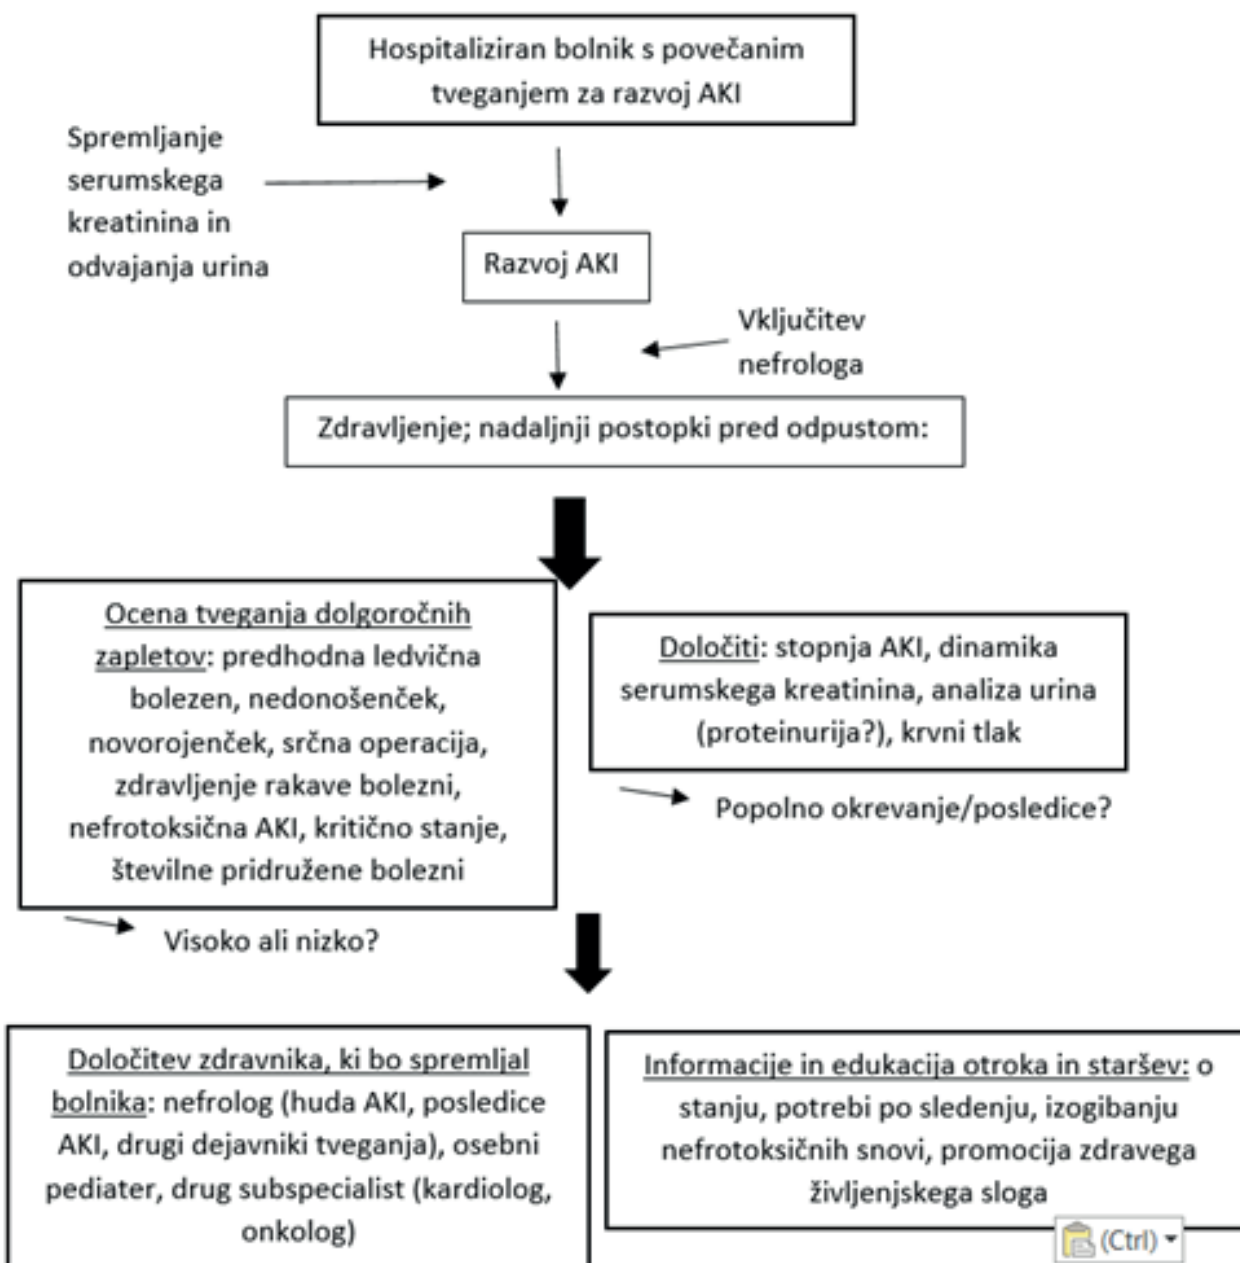 Hospitaliziran bolnik s povečanim
tveganjem za razvoj AKI
Spremljanje
serumskega
kreatinina in
odvajanja urina
Razvoj AKI
Vključitev
nefrologa
Zdravljenje; nadaljnji postopki pred odpustom:
Ocena tveganja dolgoročnih
zapletov: predhodna ledvična
bolezen, nedonošenček,
novorojenček, srčna operacija,
zdravljenje rakave bolezni,
nefrotoksična AKI, kritično stanje,
številne pridružene bolezni
Visoko ali nizko?
Določiti: stopnja AKI, dinamika
serumskega kreatinina, analiza urina
(proteinurija?), krvni tlak
Popolno okrevanje/posledice?
Določitev zdravnika, ki bo spremljal
bolnika: nefrolog (huda AKI, posledice
AKI, drugi dejavniki tveganja), osebni
pediater, drug subspecialist (kardiolog,
onkolog)
Informacije in edukacija otroka in staršev: o
stanju, potrebi po sledenju, izogibanju
nefrotoksičnih snovi, promocija zdravega
življenjskega sloga
(Ctrl)